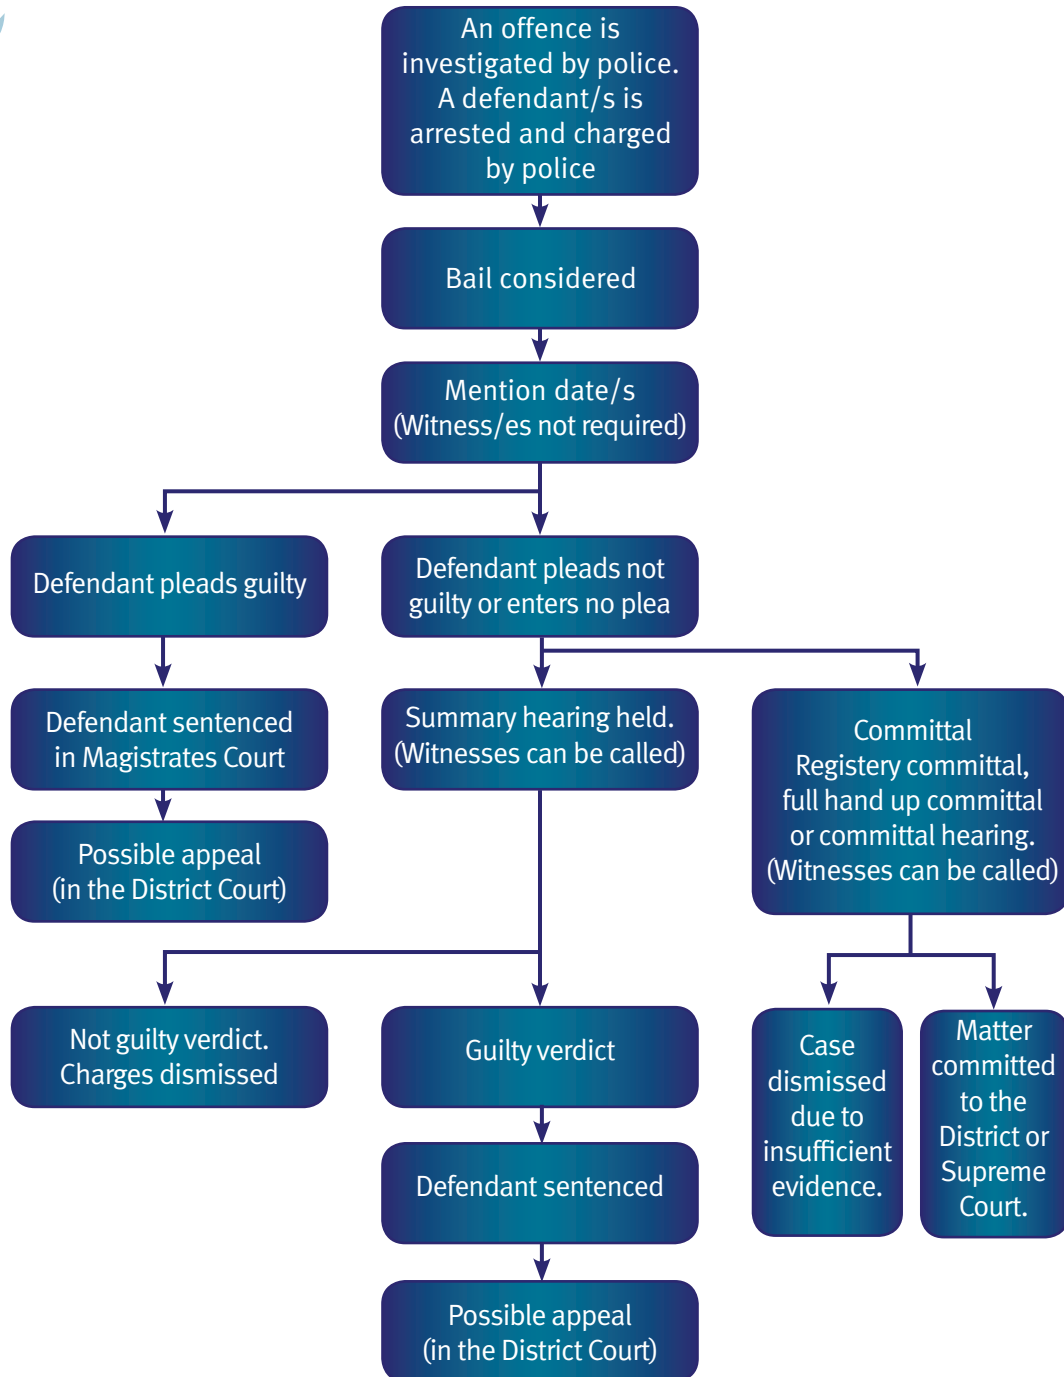 An offence is
investigated by police.
A defendant/s is
arrested and charged
by police
Bail considered
Mention date/s
(Witness/es not required)
Defendant pleads guilty
Defendant pleads not
guilty or enters no plea
Defendant sentenced
in Magistrates Court
Summary hearing held.
(Witnesses can be called)
Committal
Registery committal,
full hand up committal
or committal hearing.
(Witnesses can be called)
Possible appeal
(in the District Court)
Not guilty verdict.
Charges dismissed
Guilty verdict
Case
dismissed
due to
insufficient
evidence.
Matter
committed
to the
District or
Supreme
Court.
Defendant sentenced
Possible appeal
(in the District Court)